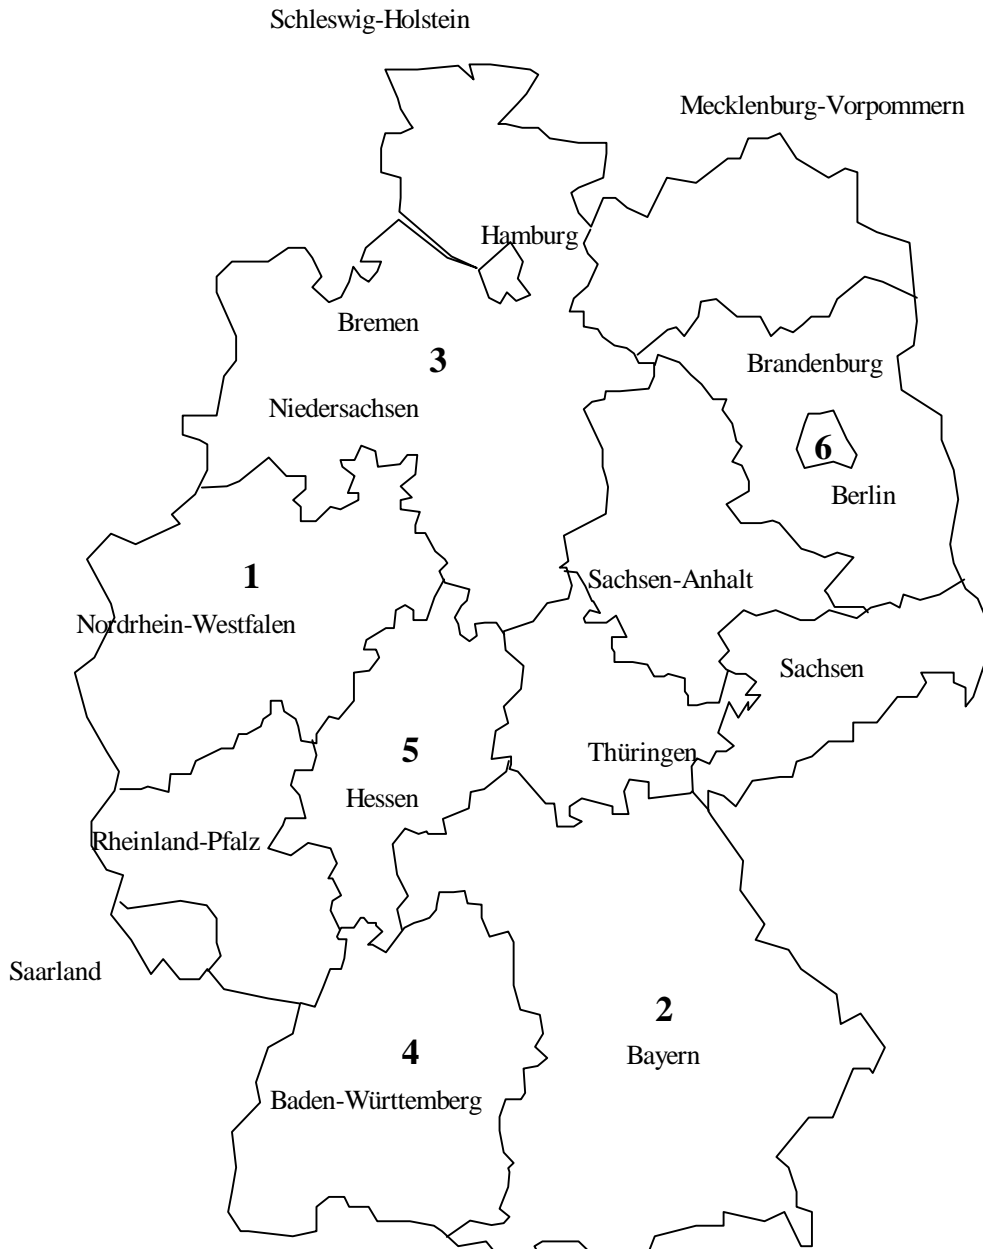 Schleswig-Holstein
Mecklenburg-Vorpommern
Hamburg
Bremen
3
Brandenburg
Niedersachsen
6
Berlin
1
Sachsen-Anhalt
Nordrhein-Westfalen
Sachsen
5
Thüringen
Hessen
Rheinland-Pfalz
Saarland
2
4
Bayern
Baden-Württemberg